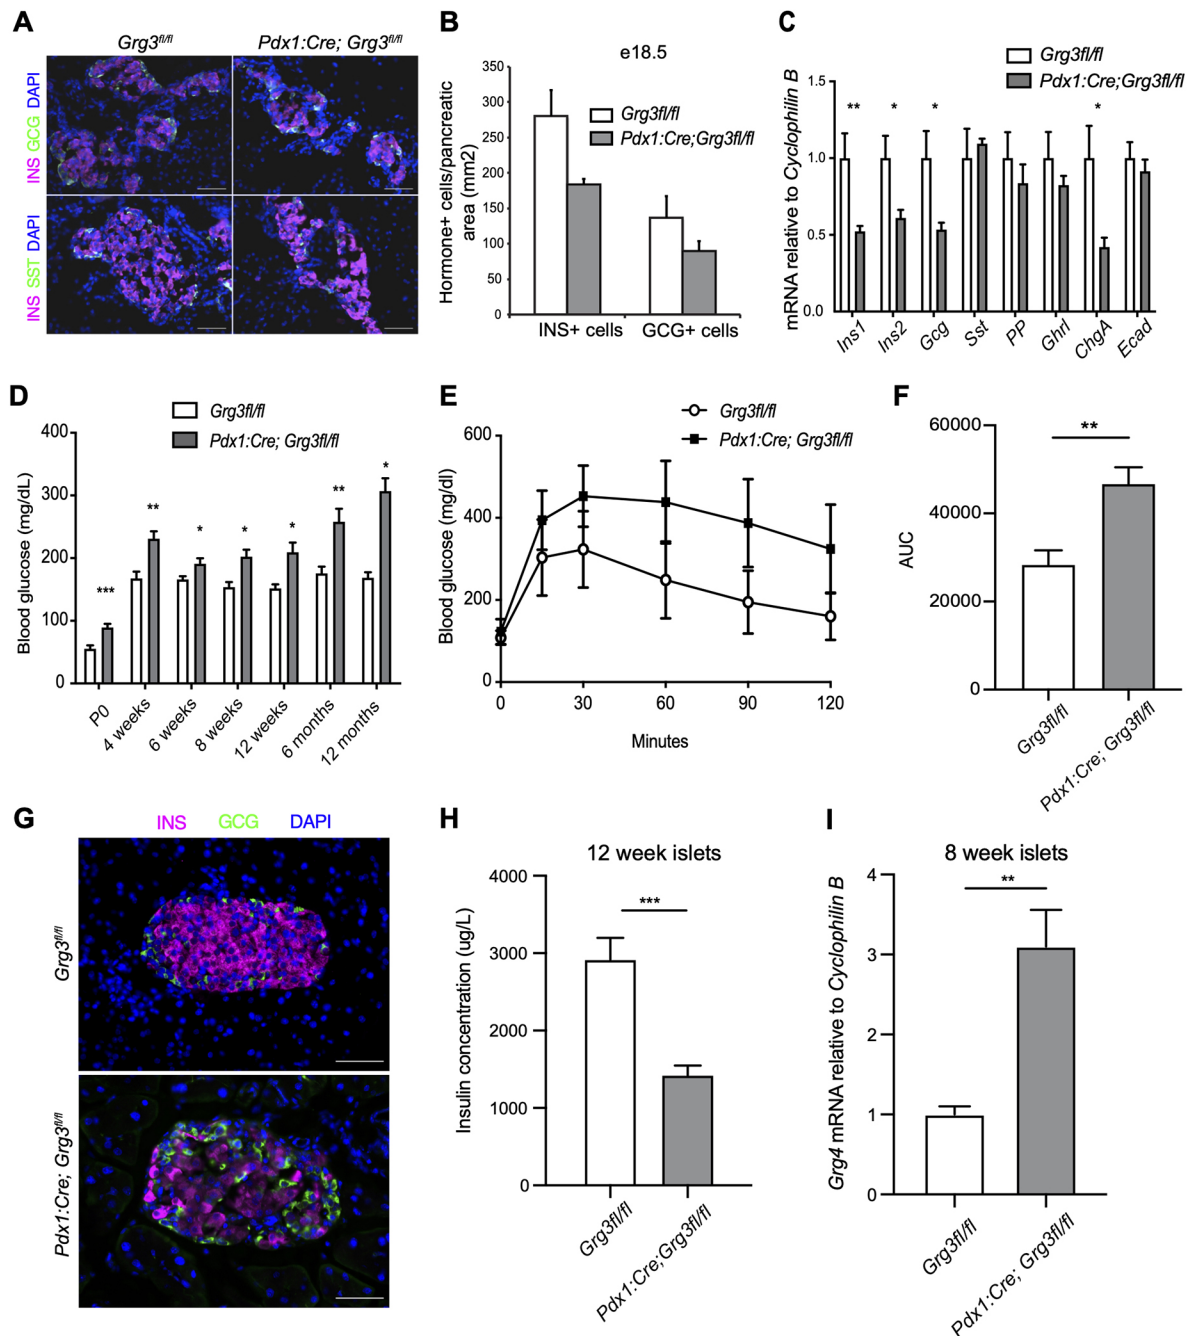 A
Grg3fl/fl
Pdx1:Cre; Grg3fl/fl
INS GCG DAPI
INS SST DAPI
B
e18.5
Hormone+ cells/pancreatic
area (mm2)
350
300
250
200
150
100
50
0
Grg3fl/fl
Pdx1:Cre;Grg3fl/fl
INS+ cells
GCG+ cells
C
Grg3fl/fl
Pdx1:Cre;Grg3fl/fl
mRNA relative to Cyclophilin B
1.5
1.0
0.5
0.0
** * * *
Ins1
Ins2
Gcg
Sst
PP
Ghrl
ChgA
Ecad
D
Grg3fl/fl
Pdx1:Cre; Grg3fl/fl
Blood glucose (mg/dL)
400
300
200
100
0
*** ** * * * ** *
P0
4 weeks
6 weeks
8 weeks
12 weeks
6 months
12 months
E
Grg3fl/fl
Pdx1:Cre; Grg3fl/fl
Blood glucose (mg/dl)
600
400
200
0
0 30 60 90 120
Minutes
F
AUC
60000
40000
20000
0
**
Grg3fl/fl
Pdx1:Cre; Grg3fl/fl
G
INS GCG DAPI
Grg3fl/fl
Pdx1:Cre; Grg3fl/fl
H
12 week islets
Insulin concentration (ug/L)
4000
3000
2000
1000
0
***
Grg3fl/fl
Pdx1:Cre;Grg3fl/fl
I
8 week islets
Grg4 mRNA relative to Cyclophilin B
4
3
2
1
0
**
Grg3fl/fl
Pdx1:Cre; Grg3fl/fl